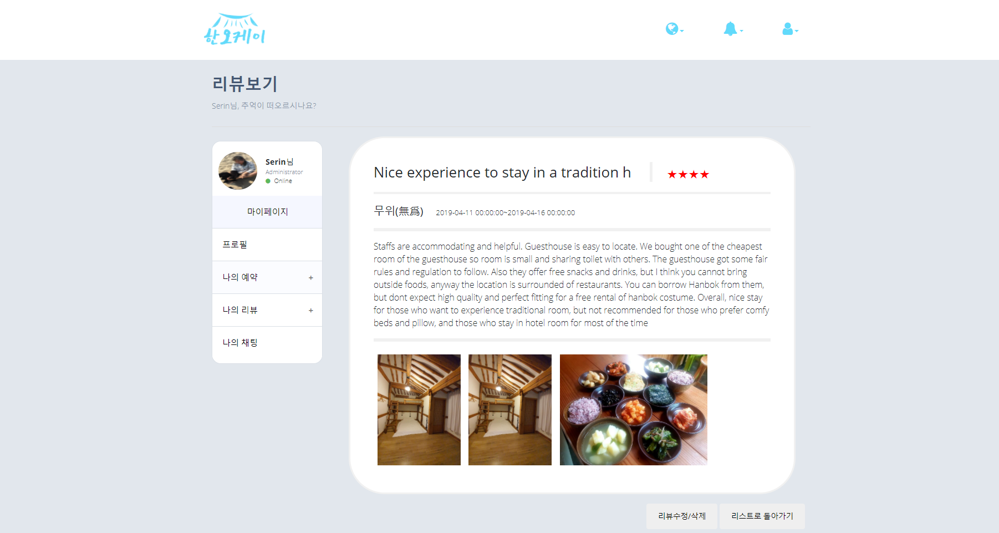 한오케이
리뷰보기
Serin님, 추억이 떠오르시나요?
Serin님
Administrator
Online
마이페이지
프로필
나의 예약 +
나의 리뷰 +
나의 채팅
Nice experience to stay in a tradition h ★★★★
무위(無爲) 2019-04-11 00:00:00~2019-04-16 00:00:00
Staffs are accommodating and helpful. Guesthouse is easy to locate. We bought one of the cheapest
room of the guesthouse so room is small and sharing toilet with others. The guesthouse got some fair
rules and regulation to follow. Also they offer free snacks and drinks, but I think you cannot bring
outside foods, anyway the location is surrounded of restaurants. You can borrow Hanbok from them,
but dont expect high quality and perfect fitting for a free rental of hanbok costume. Overall, nice stay
for those who want to experience traditional room, but not recommended for those who prefer comfy
beds and pillow, and those who stay in hotel room for most of the time
리뷰수정/삭제 리스트로 돌아가기